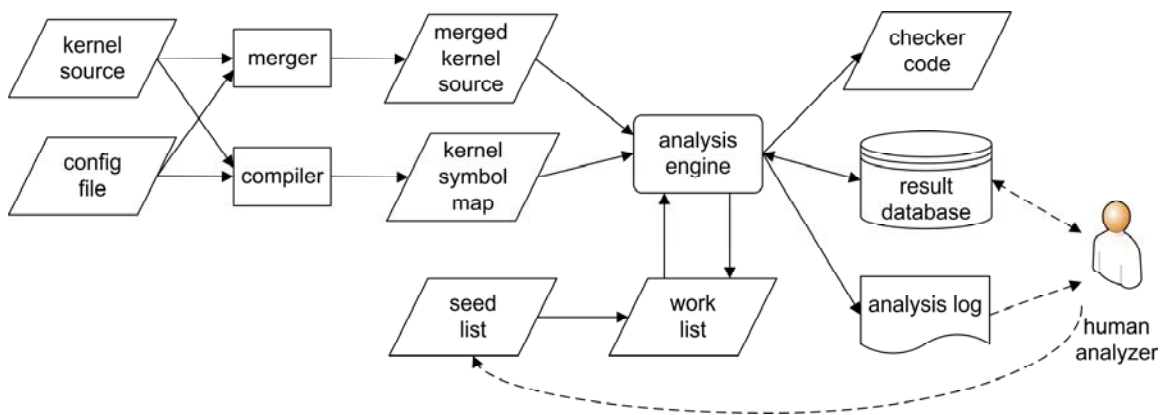 kernel
source
merger
merged
kernel
source
checker
code
config
file
compiler
kernel
symbol
map
analysis
engine
result
database
seed
list
work
list
analysis log
human
analyzer